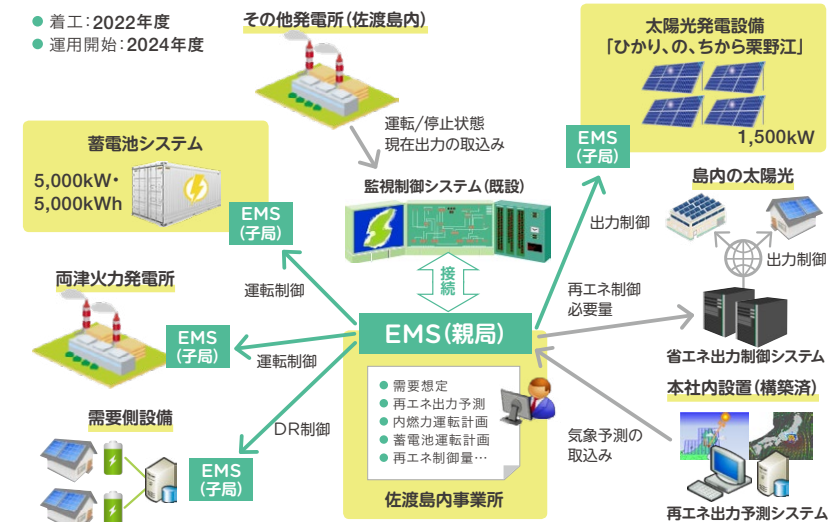 ● 着工：2022年度
● 運用開始：2024年度
その他発電所（佐渡島内）
運転/停止状態
現在出力の取込み
太陽光発電設備
「ひかり、の、ちから栗野江」
1,500kW
EMS
（子局）
蓄電池システム
5,000kW・
5,000kWh
EMS
（子局）
監視制御システム（既設）
接続
出力制御
島内の太陽光
出力制御
運転制御
両津火力発電所
EMS
（子局）
運転制御
EMS（親局）
再エネ制御
必要量
省エネ出力制御システム
● 需要想定
● 再エネ出力予測
● 内燃力運転計画
● 蓄電池運転計画
● 再エネ制御量…
佐渡島内事業所
需要側設備
DR制御
EMS
（子局）
気象予測の
取込み
本社内設置（構築済）
再エネ出力予測システム